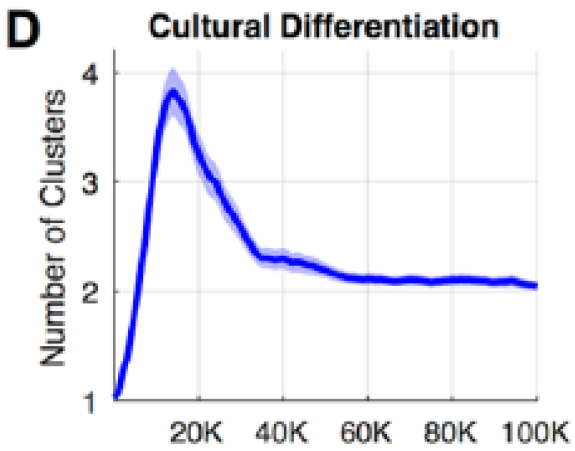 D
Cultural Differentiation
Number of Clusters
4
3
2
1
20K 40K 60K 80K 100K